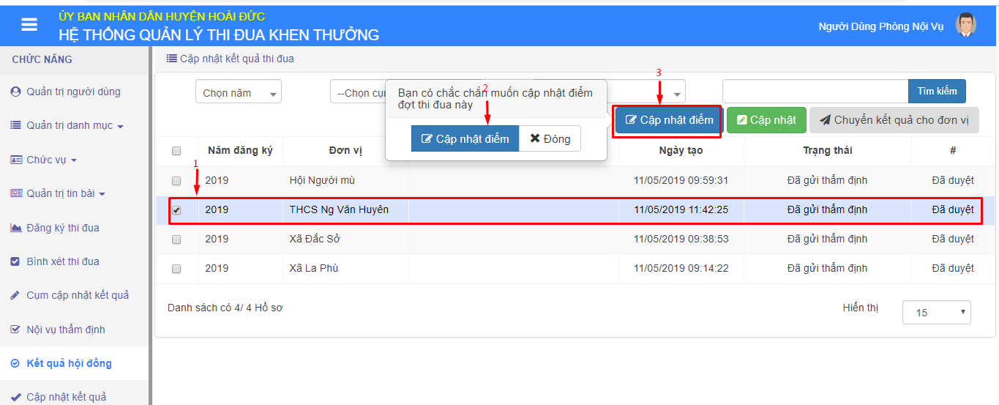 ỦY BAN NHÂN DÂN HUYỆN HOÀI ĐỨC
HỆ THỐNG QUẢN LÝ THI ĐUA KHEN THƯỞNG
Người Dùng Phòng Nội Vụ
CHỨC NĂNG
Quản trị người dùng
Quản trị danh mục
Chức vụ
Quản trị tin bài
Đăng ký thi đua
Bình xét thi đua
Cụm cập nhật kết quả
Nội vụ thẩm định
Kết quả hội đồng
Cập nhật kết quả
Cập nhật kết quả thi đua
Chọn năm
--Chọn cụm
Tìm kiếm
Bạn có chắc chắn muốn cập nhật điểm
đợt thi đua này
2
Cập nhật điểm Đóng
3
Cập nhật điểm Cập nhật Chuyển kết quả cho đơn vị
Năm đăng ký Đơn vị Ngày tạo Trạng thái #
1
2019 Hội Người mù 11/05/2019 09:59:31 Đã gửi thẩm định Đã duyệt
2019 THCS Ng Văn Huyên 11/05/2019 11:42:25 Đã gửi thẩm định Đã duyệt
2019 Xã Đắc Sở 11/05/2019 09:38:53 Đã gửi thẩm định Đã duyệt
2019 Xã La Phù 11/05/2019 09:14:22 Đã gửi thẩm định Đã duyệt
Danh sách có 4/ 4 Hồ sơ
Hiển thị 15